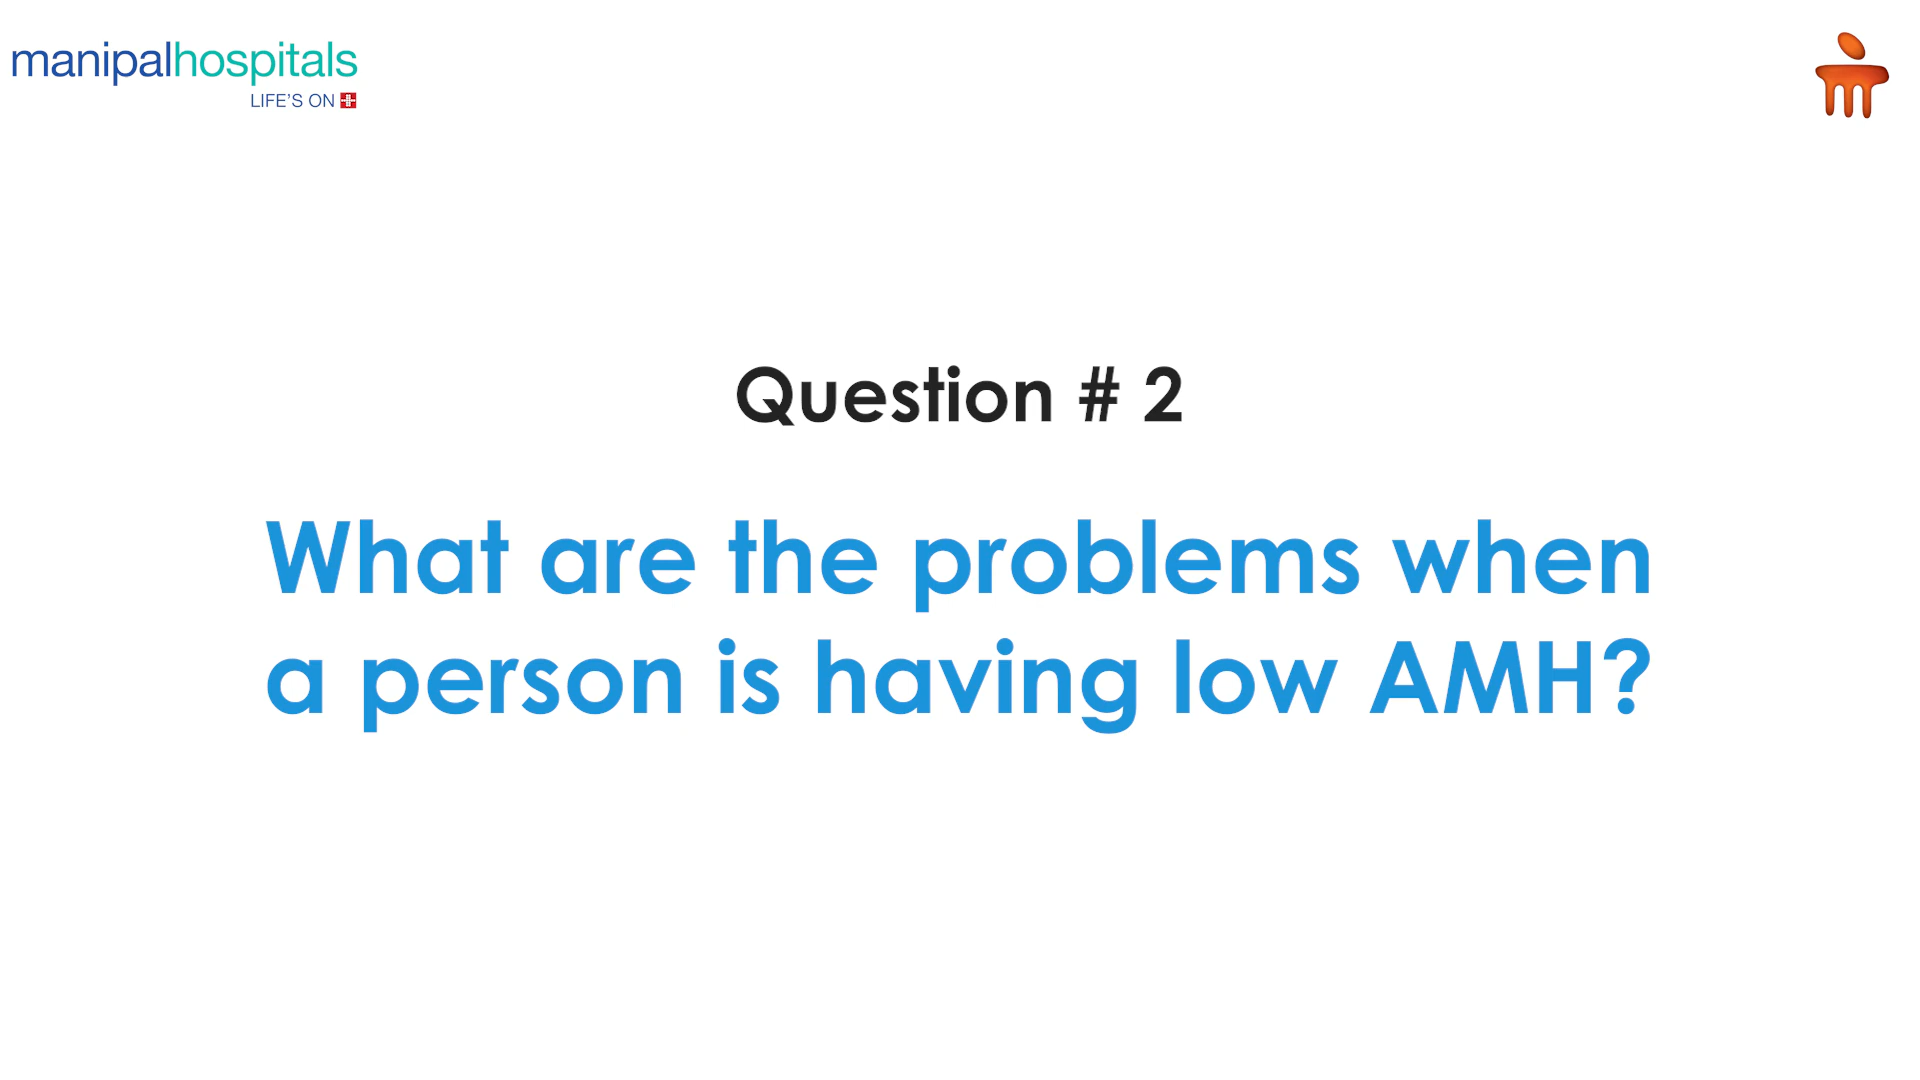 manipalhospitals
LIFE'S ON
Question # 2
What are the problems when
a person is having low AMH?